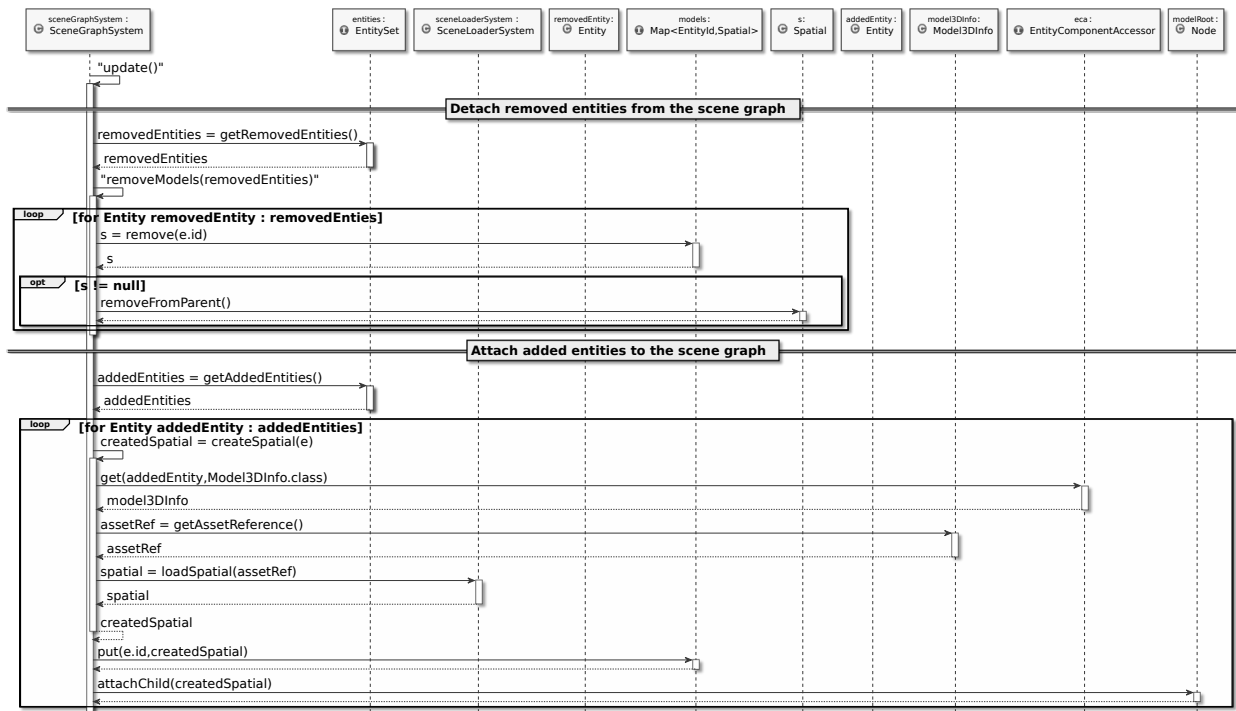 sceneGraphSystem :
C SceneGraphSystem
entities :
I EntitySet
sceneLoaderSystem :
C SceneLoaderSystem
removedEntity :
C Entity
models :
I Map<EntityId,Spatial>
s :
C Spatial
addedEntity :
C Entity
model3DInfo :
C Model3DInfo
eca :
I EntityComponentAccessor
modelRoot :
C Node
"update()"
Detach removed entities from the scene graph
removedEntities = getRemovedEntities()
removedEntities
"removeModels(removedEntities)"
loop [for Entity removedEntity : removedEnties]
s = remove(e.id)
s
opt [s != null]
removeFromParent()
Attach added entities to the scene graph
addedEntities = getAddedEntities()
addedEntities
loop [for Entity addedEntity : addedEntities]
createdSpatial = createSpatial(e)
get(addedEntity,Model3DInfo.class)
model3DInfo
assetRef = getAssetReference()
assetRef
spatial = loadSpatial(assetRef)
spatial
createdSpatial
put(e.id,createdSpatial)
attachChild(createdSpatial)